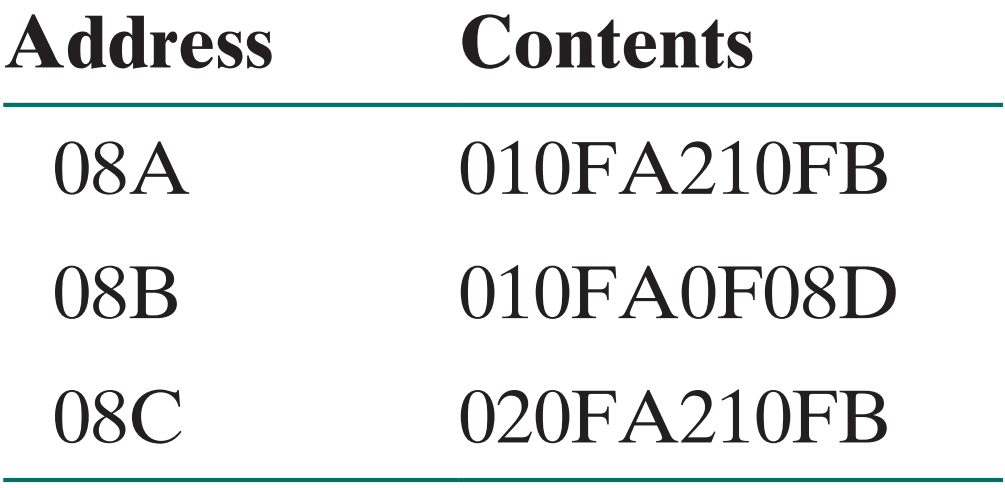 Address Contents
08A 010FA210FB
08B 010FA0F08D
08C 020FA210FB